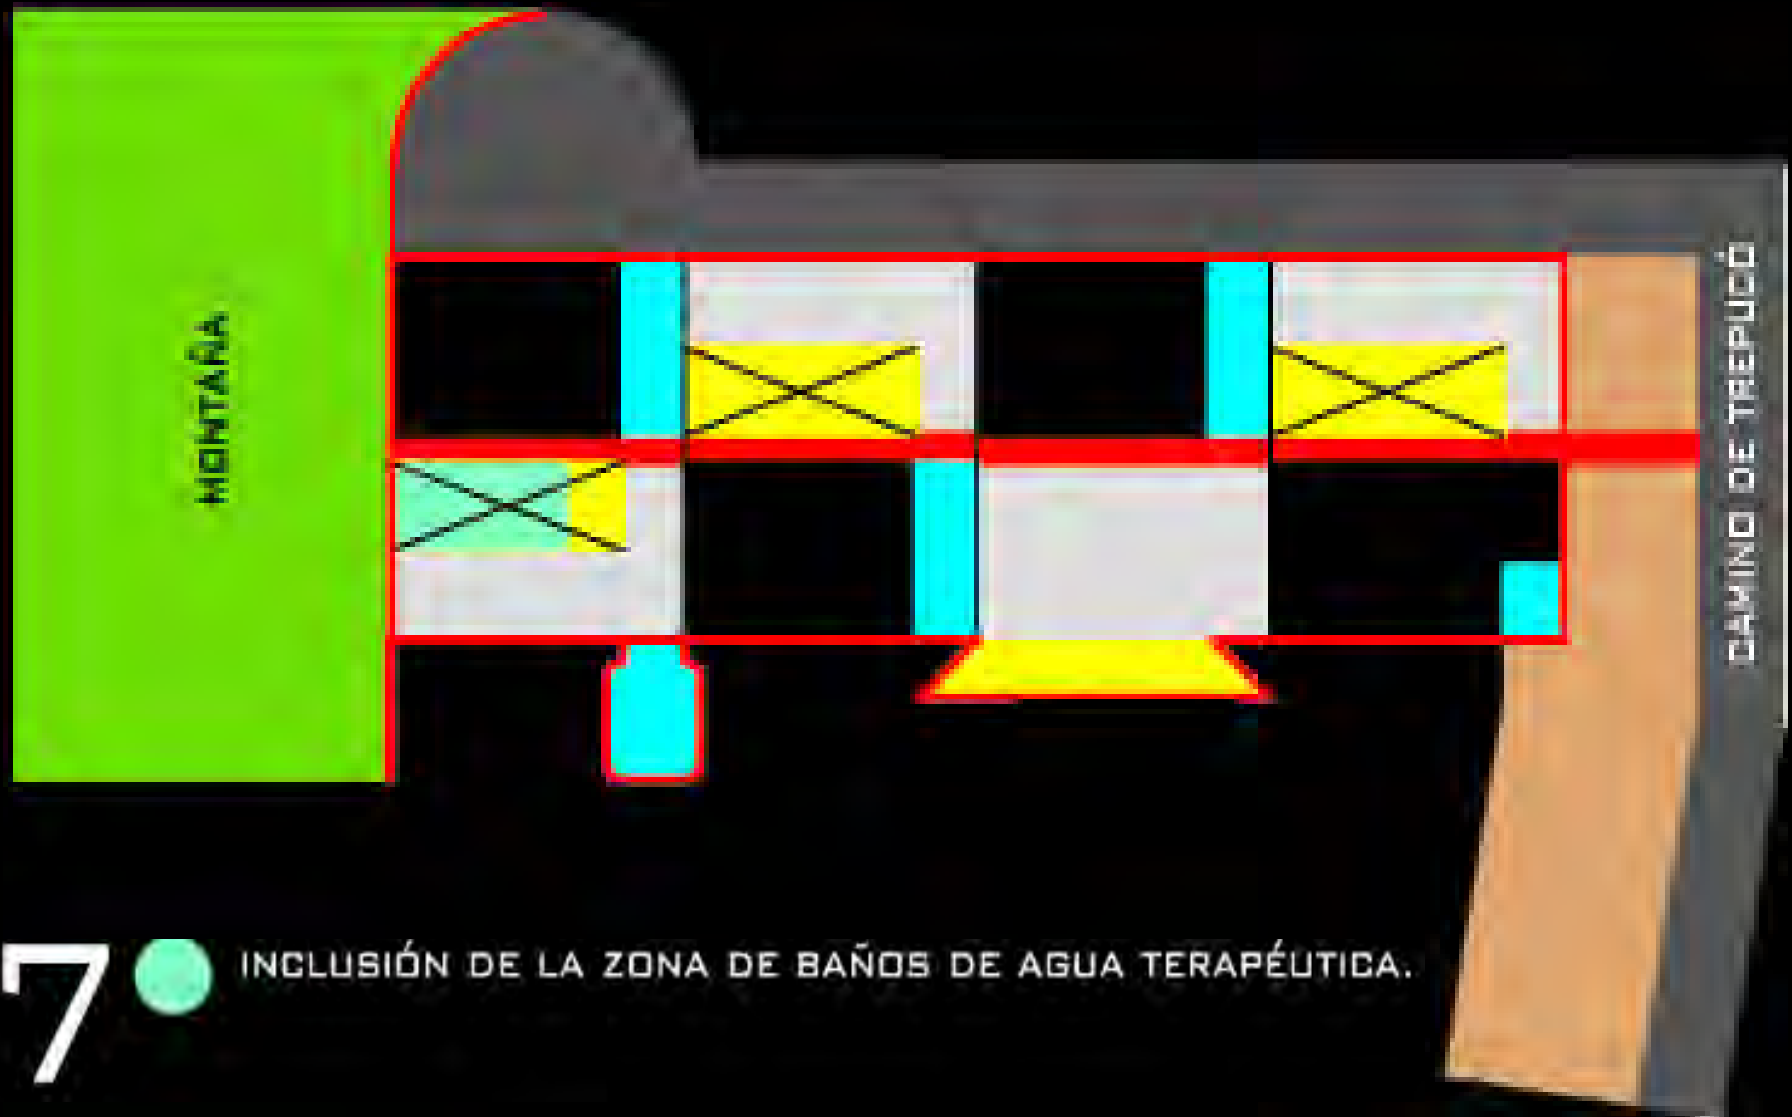 MONTAÑA
CAMINO DE TREPUCÓ
7 INCLUSIÓN DE LA ZONA DE BAÑOS DE AGUA TERAPÉUTICA.